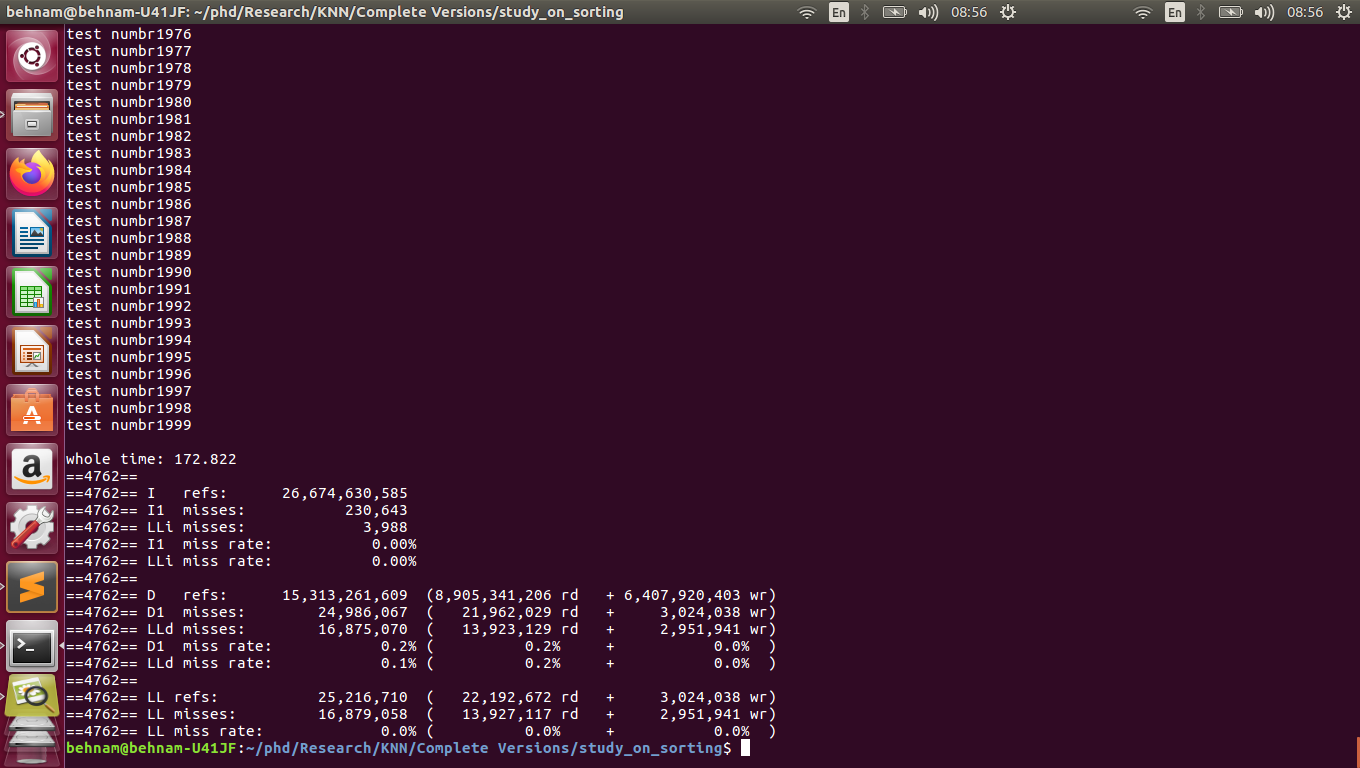 behnam@behnam-U41JF: ~/phd/Research/KNN/Complete Versions/study_on_sorting En 08:56 En 08:56
test numbr1976
test numbr1977
test numbr1978
test numbr1979
test numbr1980
test numbr1981
test numbr1982
test numbr1983
test numbr1984
test numbr1985
test numbr1986
test numbr1987
test numbr1988
test numbr1989
test numbr1990
test numbr1991
test numbr1992
test numbr1993
test numbr1994
test numbr1995
test numbr1996
test numbr1997
test numbr1998
test numbr1999
whole time: 172.822
==4762==
==4762== I   refs:      26,674,630,585
==4762== I1  misses:           230,643
==4762== LLi misses:             3,988
==4762== I1  miss rate:           0.00%
==4762== LLi miss rate:           0.00%
==4762==
==4762== D   refs:      15,313,261,609  (8,905,341,206 rd   + 6,407,920,403 wr)
==4762== D1  misses:        24,986,067  (   21,962,029 rd   +     3,024,038 wr)
==4762== LLd misses:        16,875,070  (   13,923,129 rd   +     2,951,941 wr)
==4762== D1  miss rate:            0.2% (          0.2%     +           0.0%  )
==4762== LLd miss rate:            0.1% (          0.2%     +           0.0%  )
==4762==
==4762== LL refs:           25,216,710  (   22,192,672 rd   +     3,024,038 wr)
==4762== LL misses:         16,879,058  (   13,927,117 rd   +     2,951,941 wr)
==4762== LL miss rate:             0.0% (          0.0%     +           0.0%  )
behnam@behnam-U41JF:~/phd/Research/KNN/Complete Versions/study_on_sorting$